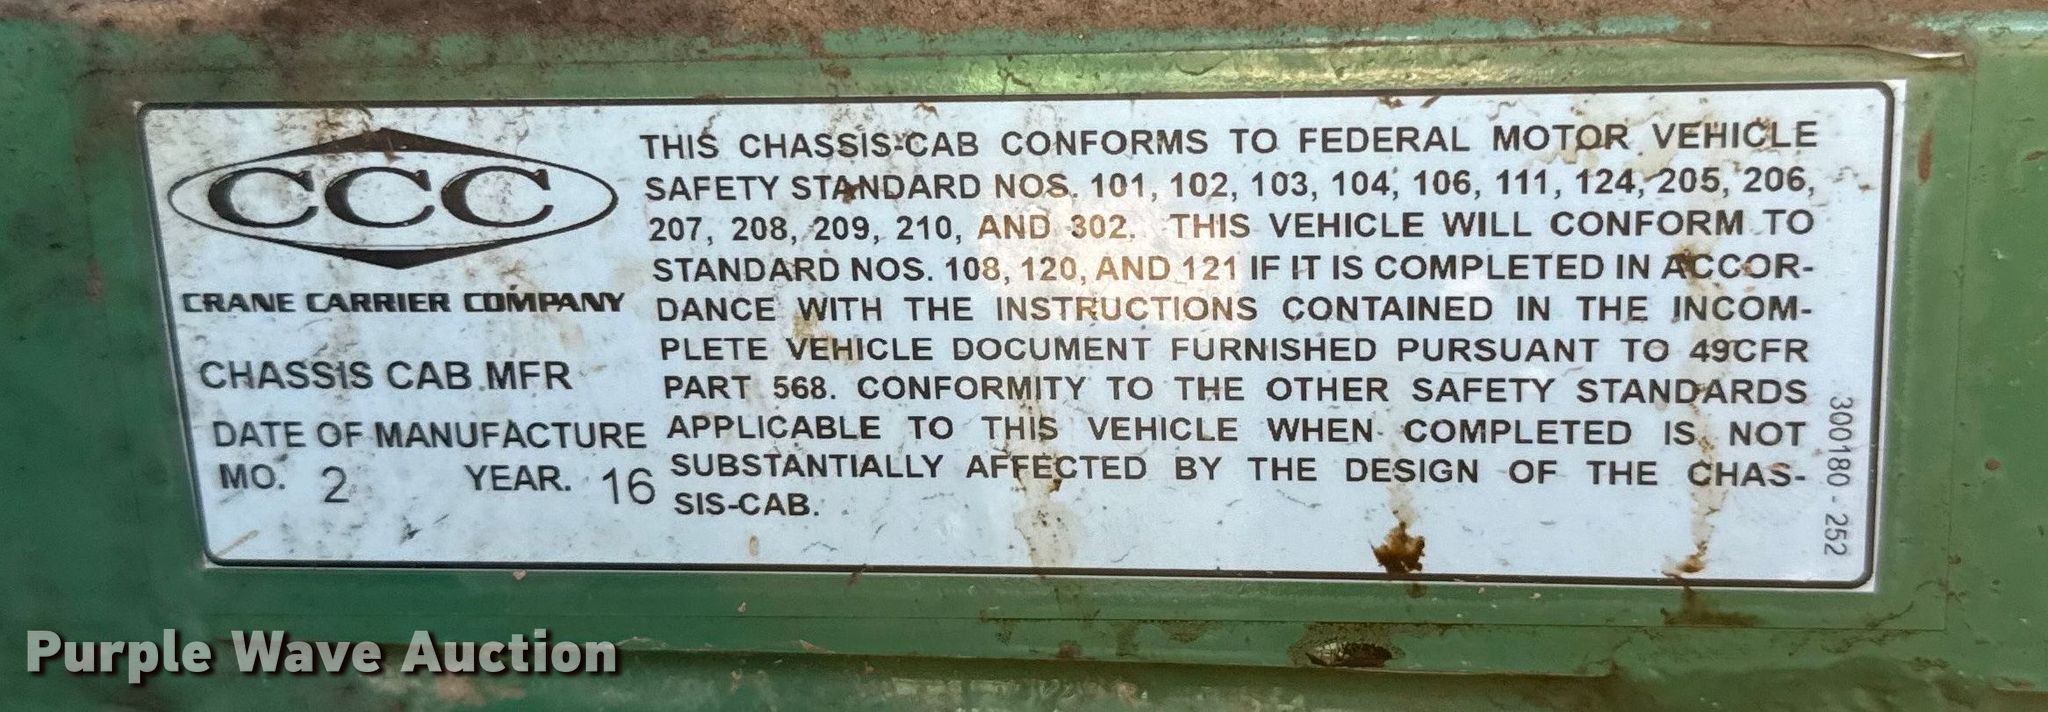 CCC
CRANE CARRIER COMPANY
CHASSIS CAB MFR
DATE OF MANUFACTURE
MO. 2 YEAR. 16
THIS CHASSIS-CAB CONFORMS TO FEDERAL MOTOR VEHICLE
SAFETY STANDARD NOS. 101, 102, 103, 104, 106, 111, 124, 205, 206,
207, 208, 209, 210, AND 302. THIS VEHICLE WILL CONFORM TO
STANDARD NOS. 108, 120, AND 121 IF IT IS COMPLETED IN ACCOR-
DANCE WITH THE INSTRUCTIONS CONTAINED IN THE INCOM-
PLETE VEHICLE DOCUMENT FURNISHED PURSUANT TO 49CFR
PART 568. CONFORMITY TO THE OTHER SAFETY STANDARDS
APPLICABLE TO THIS VEHICLE WHEN COMPLETED IS NOT
SUBSTANTIALLY AFFECTED BY THE DESIGN OF THE CHAS-
SIS-CAB.
300180 - 252
Purple Wave Auction